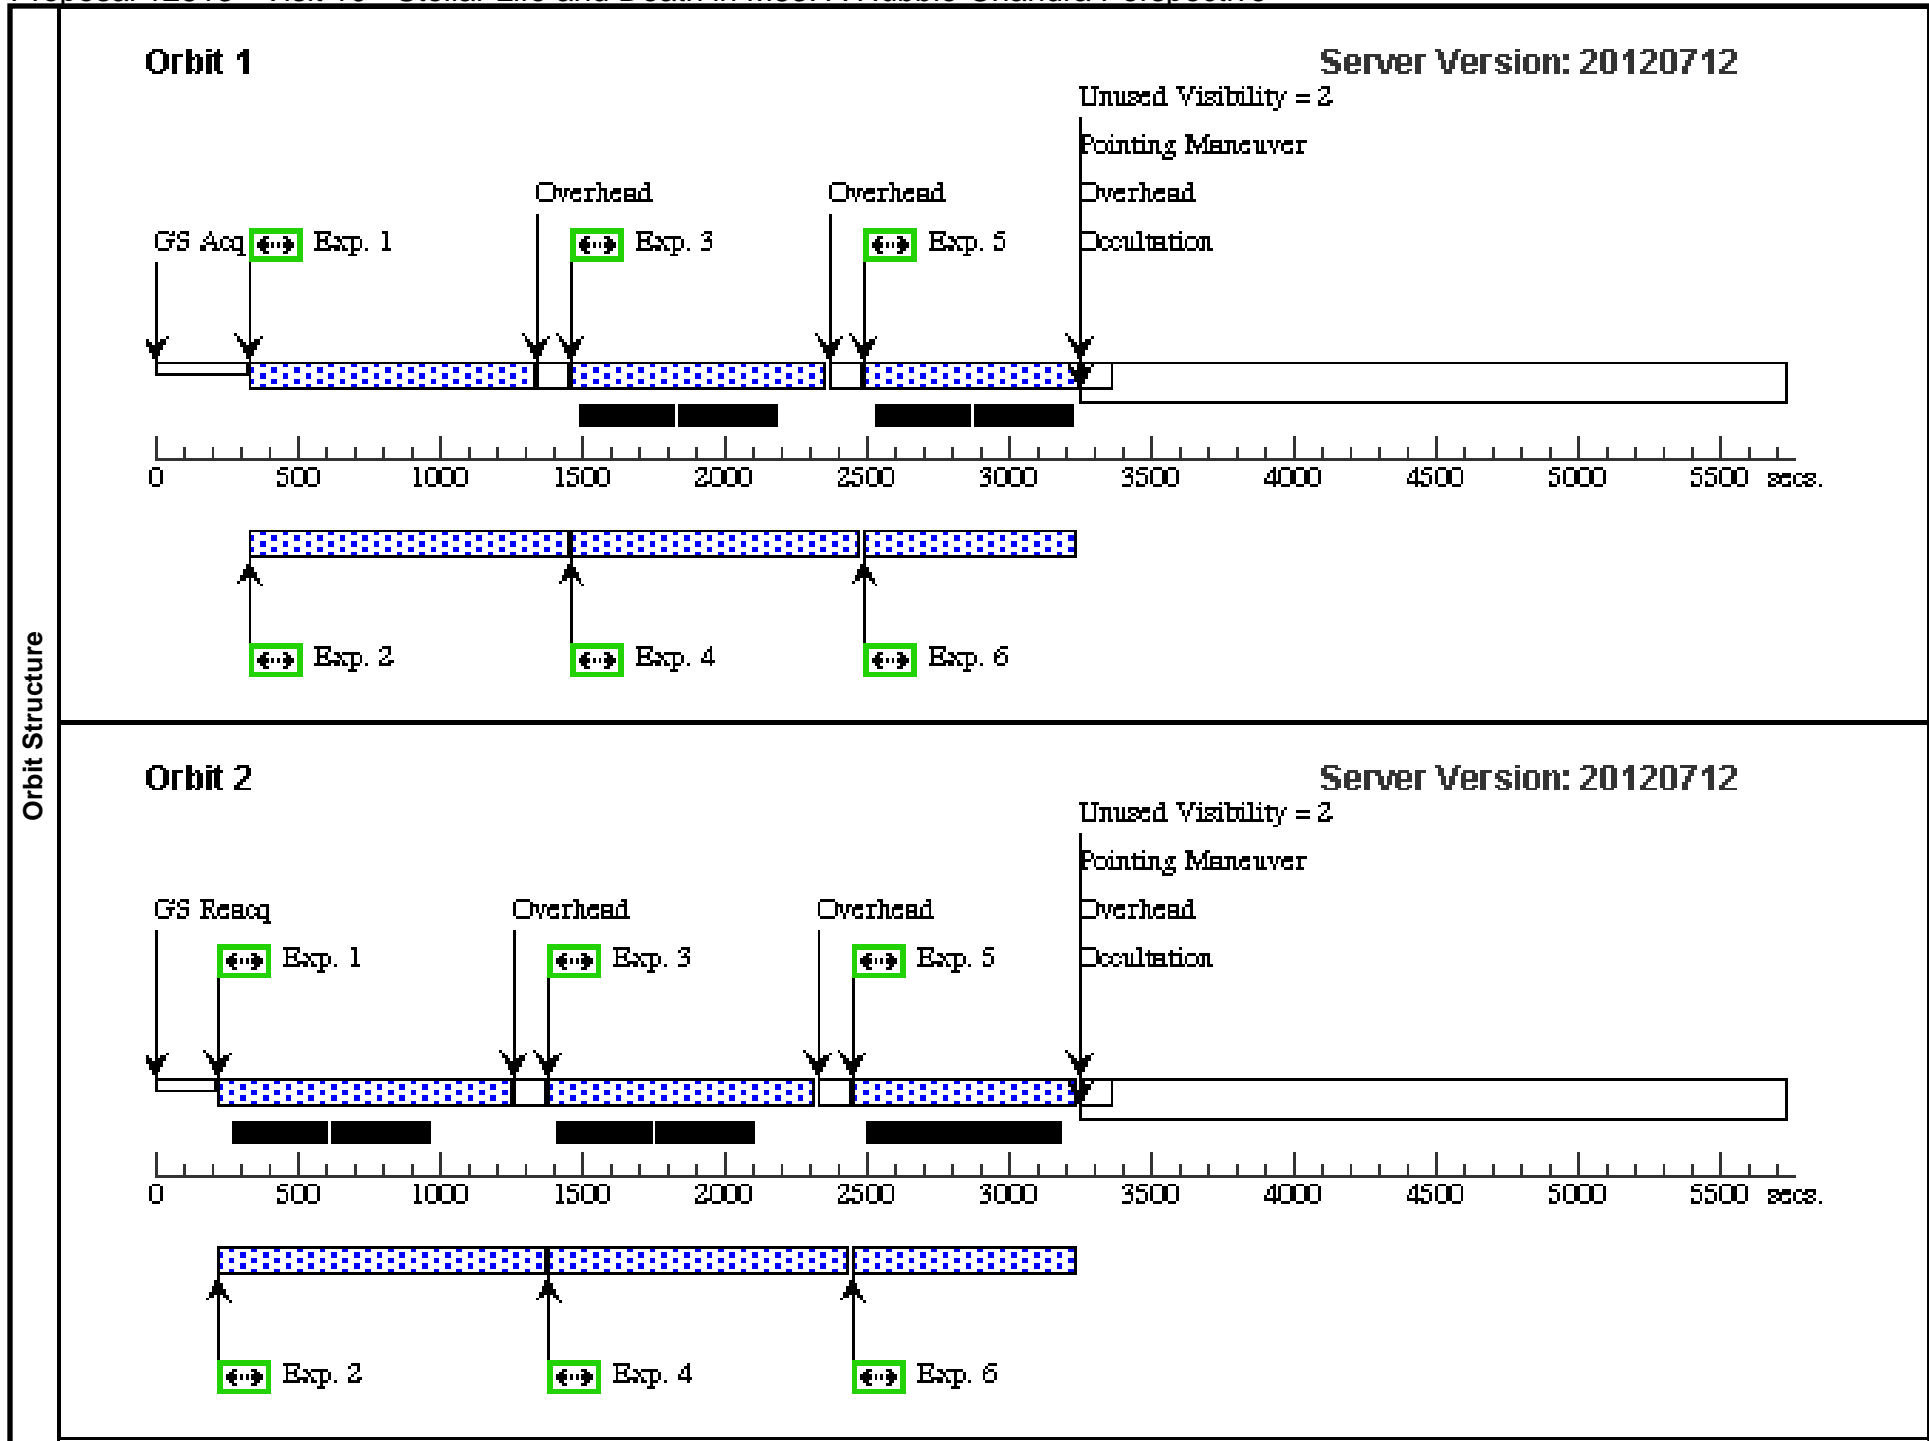 Orbit Structure
Orbit 1
Server Version: 20120712
Unused Visibility = 2
Pointing Maneuver
Overhead Overhead Overhead
GS Acq Exp. 1 Exp. 3 Exp. 5 Occultation
0 500 1000 1500 2000 2500 3000 3500 4000 4500 5000 5500 secs.
Exp. 2 Exp. 4 Exp. 6
Orbit 2
Server Version: 20120712
Unused Visibility = 2
Pointing Maneuver
GS Reacq Overhead Overhead Overhead
Exp. 1 Exp. 3 Exp. 5 Occultation
0 500 1000 1500 2000 2500 3000 3500 4000 4500 5000 5500 secs.
Exp. 2 Exp. 4 Exp. 6